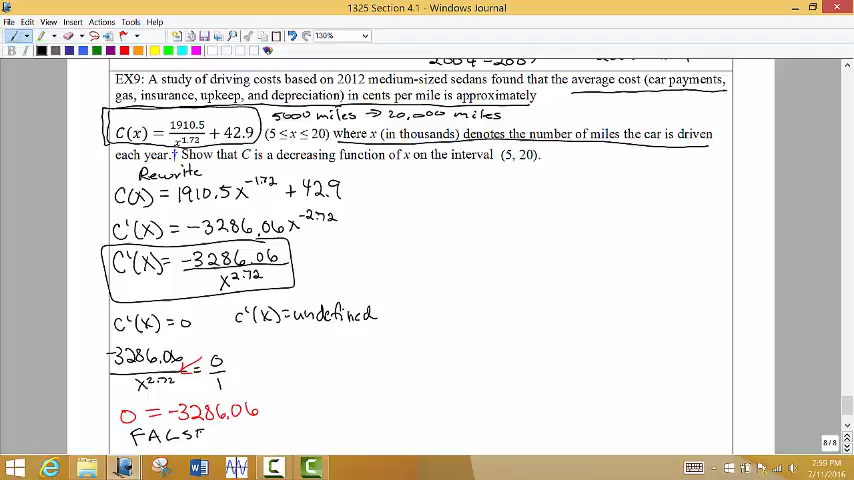 1325 Section 4.1 - Windows Journal
File Edit View Insert Actions Tools
130%
EX9: A study of driving costs based on 2012 medium-sized sedans found that the average cost (car payments,
gas, insurance, upkeep, and depreciation) in cents per mile is approximately
5000 miles → 20,000 miles
C(x) = 1910.5/x^1.72 + 42.9 (5 ≤ x ≤ 20) where x (in thousands) denotes the number of miles the car is driven
each year.† Show that C is a decreasing function of x on the interval (5, 20).
Rewrite
C(x) = 1910.5x^-1.72 + 42.9
C'(x) = -3286.06x^-2.72
C'(x) = -3286.06/x^2.72
C'(x) = 0 C'(x) = undefined
-3286.06/x^2.72 = 0/1
0 = -3286.06
FALSE
8/8
7:59 PM
7/11/2016